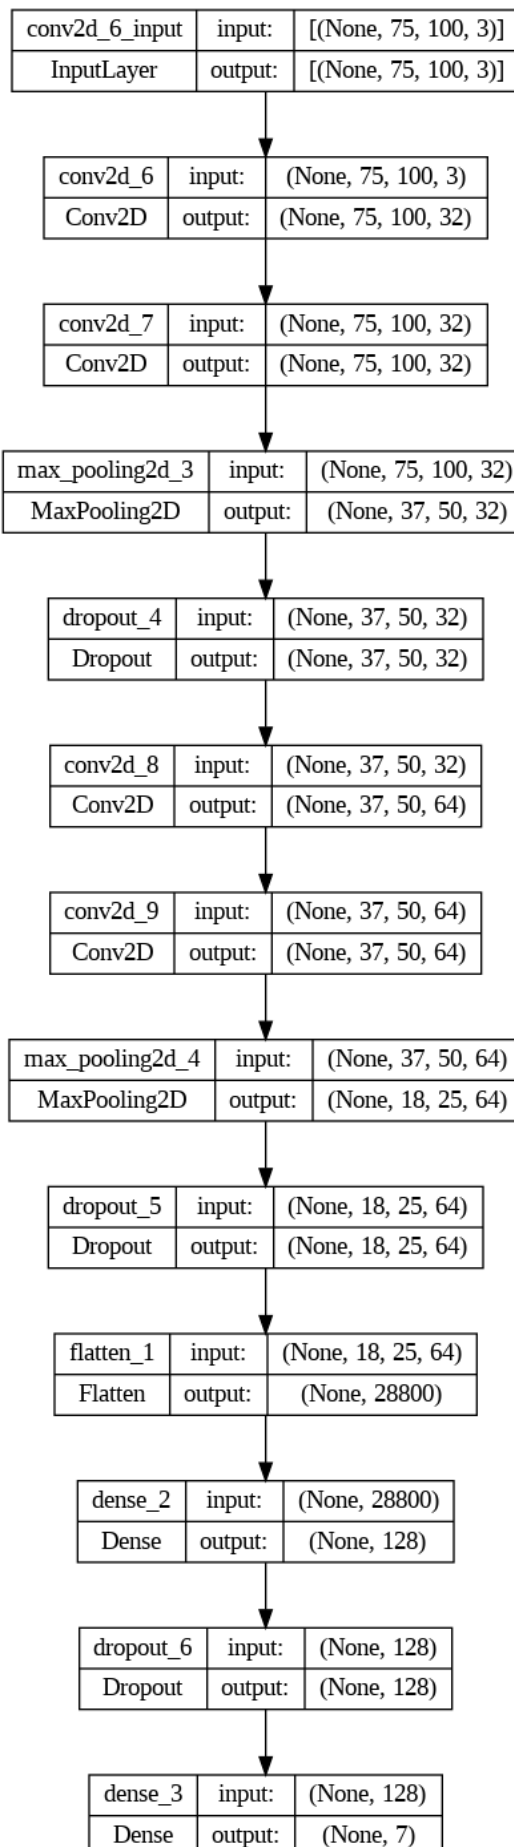 conv2d_6_input input: [(None, 75, 100, 3)]
InputLayer output: [(None, 75, 100, 3)]
conv2d_6 input: (None, 75, 100, 3)
Conv2D output: (None, 75, 100, 32)
conv2d_7 input: (None, 75, 100, 32)
Conv2D output: (None, 75, 100, 32)
max_pooling2d_3 input: (None, 75, 100, 32)
MaxPooling2D output: (None, 37, 50, 32)
dropout_4 input: (None, 37, 50, 32)
Dropout output: (None, 37, 50, 32)
conv2d_8 input: (None, 37, 50, 32)
Conv2D output: (None, 37, 50, 64)
conv2d_9 input: (None, 37, 50, 64)
Conv2D output: (None, 37, 50, 64)
max_pooling2d_4 input: (None, 37, 50, 64)
MaxPooling2D output: (None, 18, 25, 64)
dropout_5 input: (None, 18, 25, 64)
Dropout output: (None, 18, 25, 64)
flatten_1 input: (None, 18, 25, 64)
Flatten output: (None, 28800)
dense_2 input: (None, 28800)
Dense output: (None, 128)
dropout_6 input: (None, 128)
Dropout output: (None, 128)
dense_3 input: (None, 128)
Dense output: (None, 7)